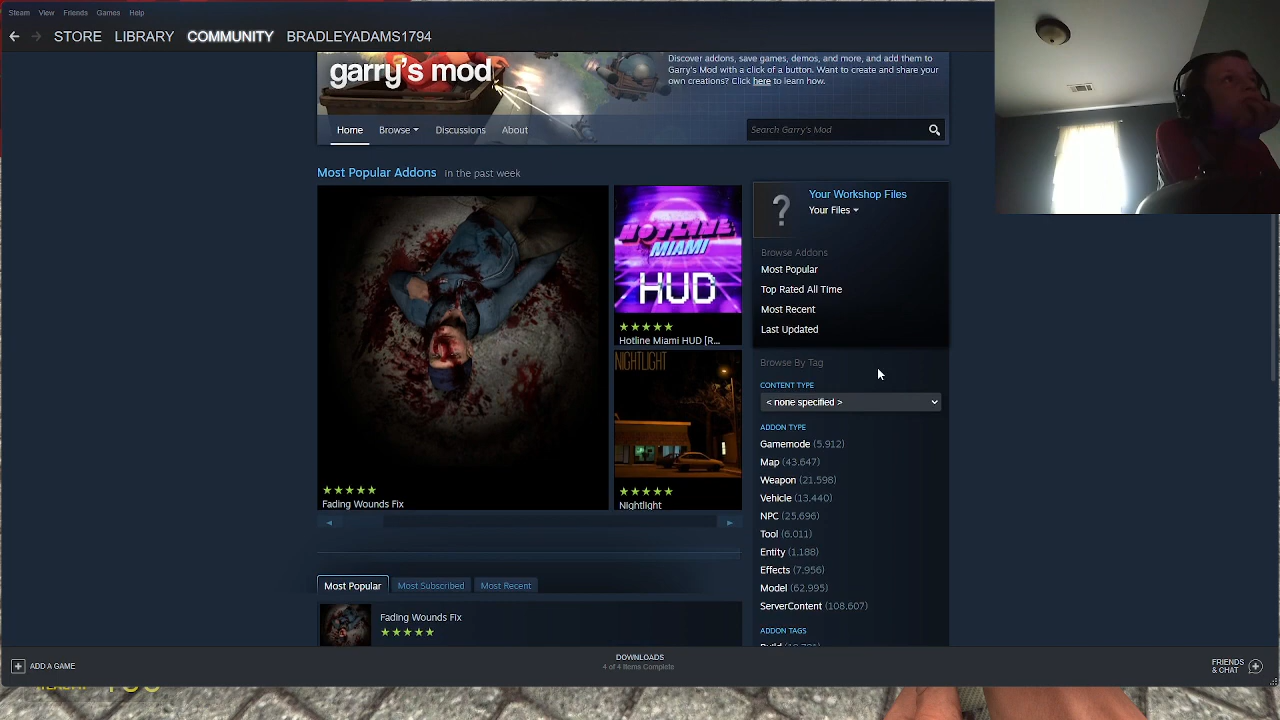 Steam View Friends Games Help
STORE LIBRARY COMMUNITY BRADLEYADAMS1794
garry's mod
Discover addons, save games, demos, and more, and add them to
Garry's Mod with a click of a button. Want to create and share your
own creations? Click here to learn how.
Home Browse Discussions About
Search Garry's Mod
Most Popular Addons in the past week
HOTLINE
MIAMI
HUD
★★★★★
Hotline Miami HUD [R...
NIGHTLIGHT
★★★★★
Nightlight
★★★★★
Fading Wounds Fix
?
Your Workshop Files
Your Files
Browse Addons
Most Popular
Top Rated All Time
Most Recent
Last Updated
Browse By Tag
CONTENT TYPE
< none specified >
ADDON TYPE
Gamemode (5,912)
Map (43,647)
Weapon (21,598)
Vehicle (13,440)
NPC (25,696)
Tool (6,011)
Entity (1,188)
Effects (7,956)
Model (62,995)
ServerContent (108,607)
ADDON TAGS
Most Popular Most Subscribed Most Recent
Fading Wounds Fix
★★★★★
ADD A GAME
DOWNLOADS
4 of 4 Items Complete
FRIENDS
& CHAT